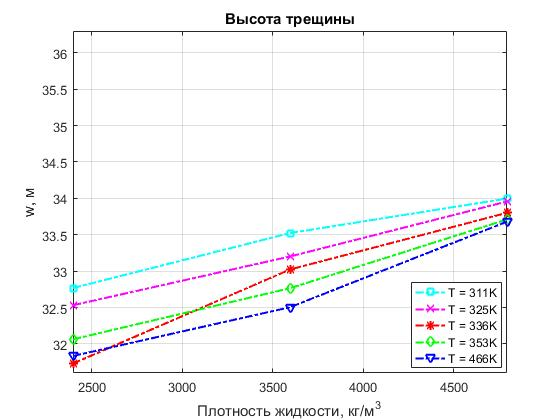 Высота трещины
36
35.5
35
34.5
34
33.5
33
32.5
32
w, м
2500
3000
3500
4000
4500
Плотность жидкости, кг/м³
T = 311K
T = 325K
T = 336K
T = 353K
T = 466K